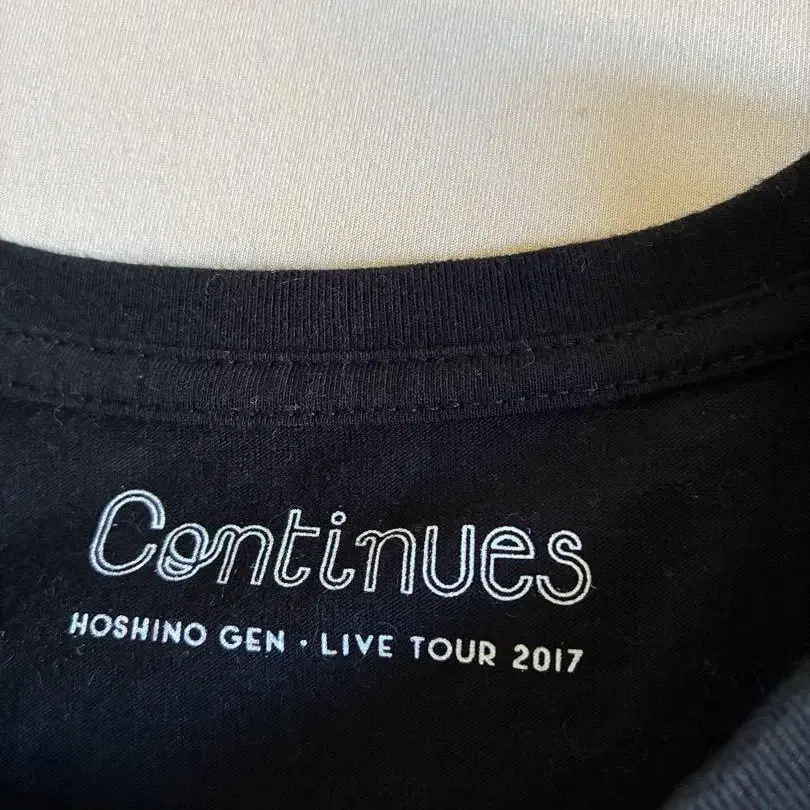 Continues
HOSHINO GEN • LIVE TOUR 2017